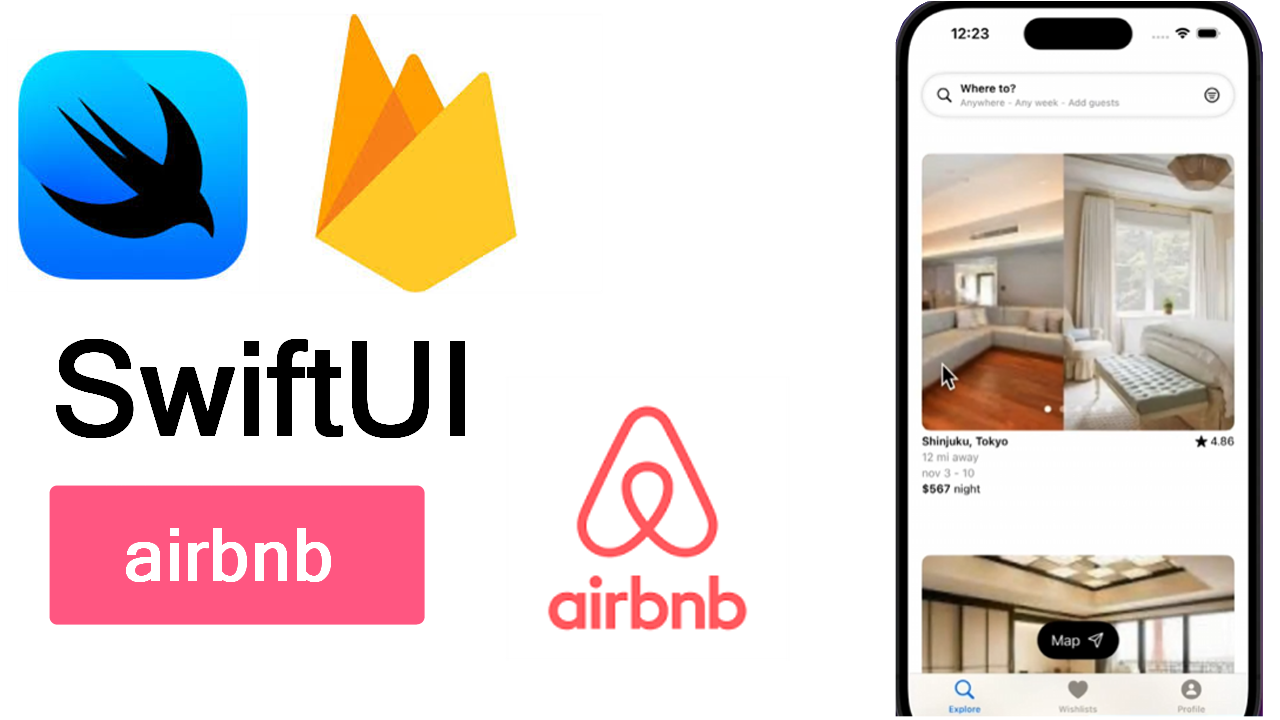 SwiftUI
airbnb
airbnb
12:23
Where to?
Anywhere - Any week - Add guests
Shinjuku, Tokyo
4.86
12 mi away
nov 3 - 10
$567 night
Map
Explore
Wishlists
Profile